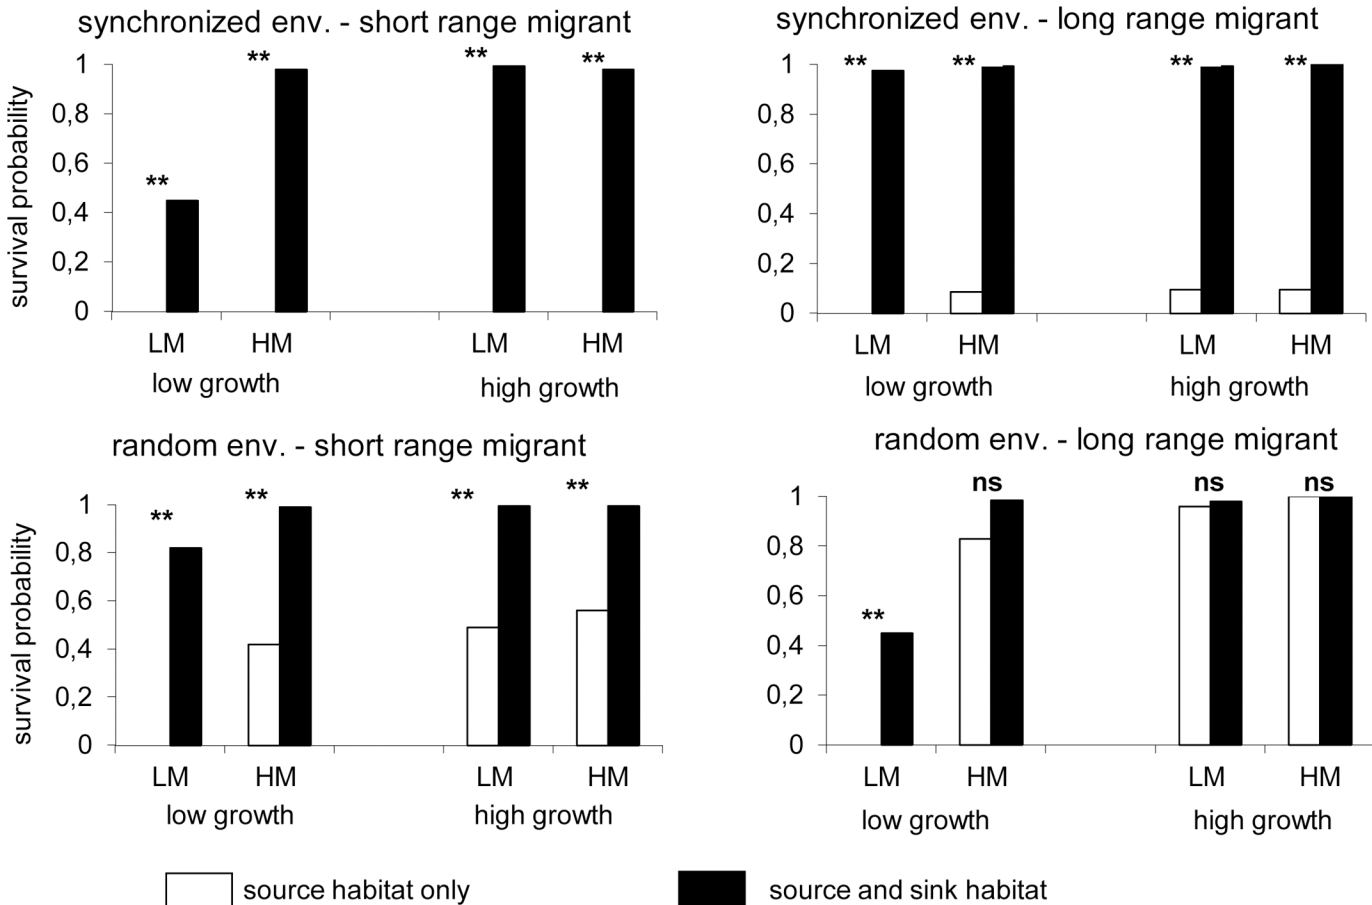 synchronized env. - short range migrant
survival probability
1
0,8
0,6
0,4
0,2
0
**
**
**
**
LM
HM
LM
HM
low growth
high growth
synchronized env. - long range migrant
1
0,8
0,6
0,4
0,2
0
**
**
**
**
LM
HM
LM
HM
low growth
high growth
random env. - short range migrant
survival probability
1
0,8
0,6
0,4
0,2
0
**
**
**
**
LM
HM
LM
HM
low growth
high growth
random env. - long range migrant
1
0,8
0,6
0,4
0,2
0
**
ns
ns
ns
LM
HM
LM
HM
low growth
high growth
source habitat only
source and sink habitat